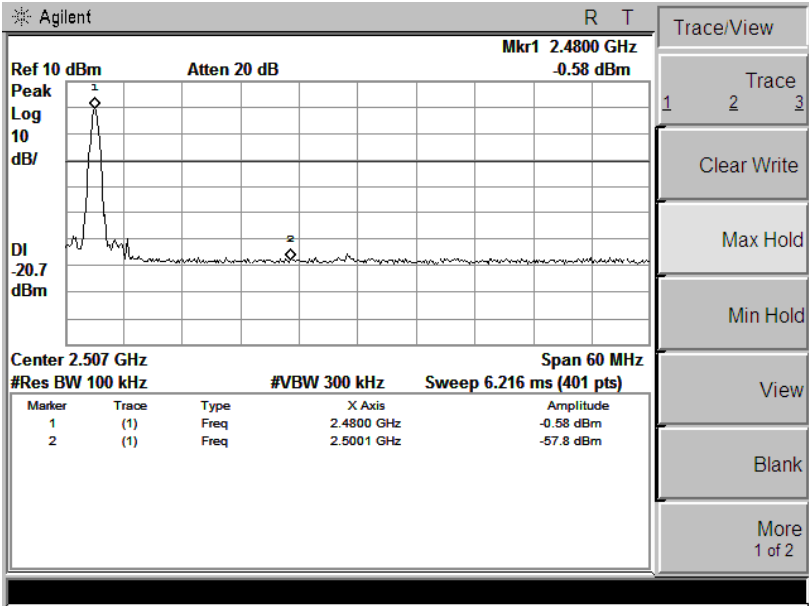 Agilent R T
Trace/View
Mkr1 2.4800 GHz
Ref 10 dBm Atten 20 dB -0.58 dBm
Peak
Log
10
dB/
1
2
DI
-20.7
dBm
Center 2.507 GHz Span 60 MHz
#Res BW 100 kHz #VBW 300 kHz Sweep 6.216 ms (401 pts)
Marker Trace Type X Axis Amplitude
1 (1) Freq 2.4800 GHz -0.58 dBm
2 (1) Freq 2.5001 GHz -57.8 dBm
Trace
1 2 3
Clear Write
Max Hold
Min Hold
View
Blank
More
1 of 2